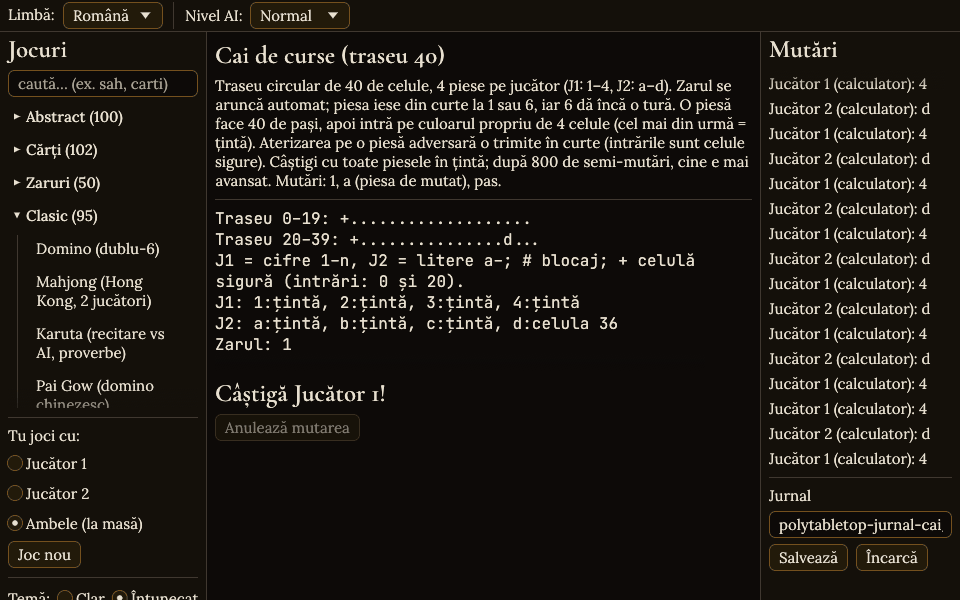 Limbă: Română Nivel AI: Normal
Jocuri
caută... (ex. sah, carti)
Abstract (100)
Cărți (102)
Zaruri (50)
Clasic (95)
Domino (dublu-6)
Mahjong (Hong
Kong, 2 jucători)
Karuta (recitare vs
AI, proverbe)
Pai Gow (domino
chinezesc)
Tu joci cu:
Jucător 1
Jucător 2
Ambele (la masă)
Joc nou
Temă: Clar Întunecat
Cai de curse (traseu 40)
Traseu circular de 40 de celule, 4 piese pe jucător (J1: 1–4, J2: a–d). Zarul se
aruncă automat; piesa iese din curte la 1 sau 6, iar 6 dă încă o tură. O piesă
face 40 de pași, apoi intră pe culoarul propriu de 4 celule (cel mai din urmă =
țintă). Aterizarea pe o piesă adversară o trimite în curte (intrările sunt celule
sigure). Câștigi cu toate piesele în țintă; după 800 de semi-mutări, cine e mai
avansat. Mutări: 1, a (piesa de mutat), pas.
Traseu 0-19: +...................
Traseu 20-39: +...............d...
J1 = cifre 1-n, J2 = litere a-; # blocaj; + celulă
sigură (intrări: 0 și 20).
J1: 1:țintă, 2:țintă, 3:țintă, 4:țintă
J2: a:țintă, b:țintă, c:țintă, d:celula 36
Zarul: 1
Câștigă Jucător 1!
Anulează mutarea
Mutări
Jucător 1 (calculator): 4
Jucător 2 (calculator): d
Jucător 1 (calculator): 4
Jucător 2 (calculator): d
Jucător 1 (calculator): 4
Jucător 2 (calculator): d
Jucător 1 (calculator): 4
Jucător 2 (calculator): d
Jucător 1 (calculator): 4
Jucător 2 (calculator): d
Jucător 1 (calculator): 4
Jucător 2 (calculator): d
Jucător 1 (calculator): 4
Jucător 1 (calculator): 4
Jucător 2 (calculator): d
Jucător 1 (calculator): 4
Jurnal
polytabletop-jurnal-cai
Salvează Încarcă